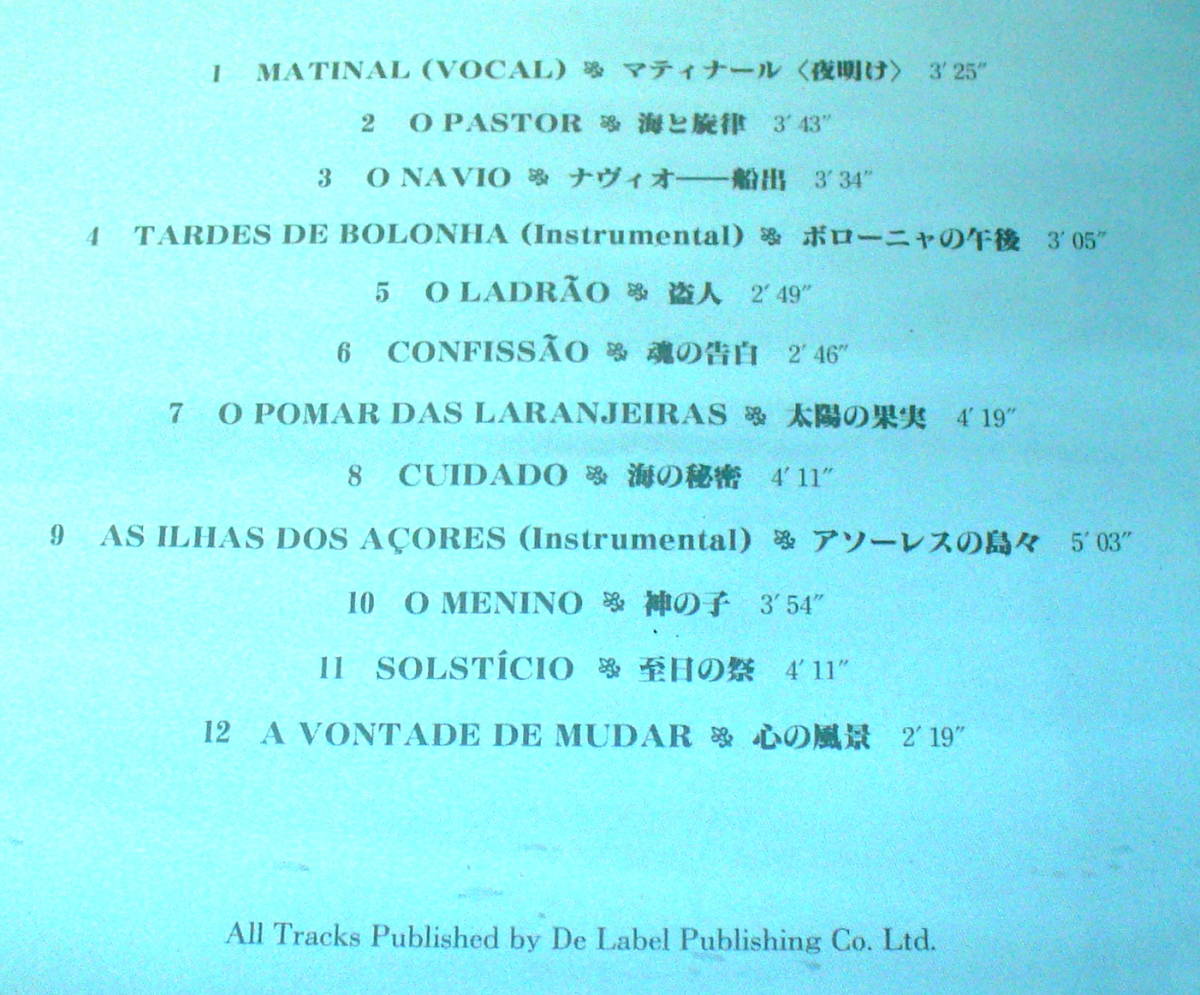 1 MATINAL (VOCAL) マティナール〈夜明け〉 3′25″
2 O PASTOR 海と旋律 3′43″
3 O NAVIO ナヴィオ――船出 3′34″
4 TARDES DE BOLONHA (Instrumental) ボローニャの午後 3′05″
5 O LADRÃO 盗人 2′49″
6 CONFISSÃO 魂の告白 2′46″
7 O POMAR DAS LARANJEIRAS 太陽の果実 4′19″
8 CUIDADO 海の秘密 4′11″
9 AS ILHAS DOS AÇORES (Instrumental) アソーレスの島々 5′03″
10 O MENINO 神の子 3′54″
11 SOLSTÍCIO 至日の祭 4′11″
12 A VONTADE DE MUDAR 心の風景 2′19″
All Tracks Published by De Label Publishing Co. Ltd.